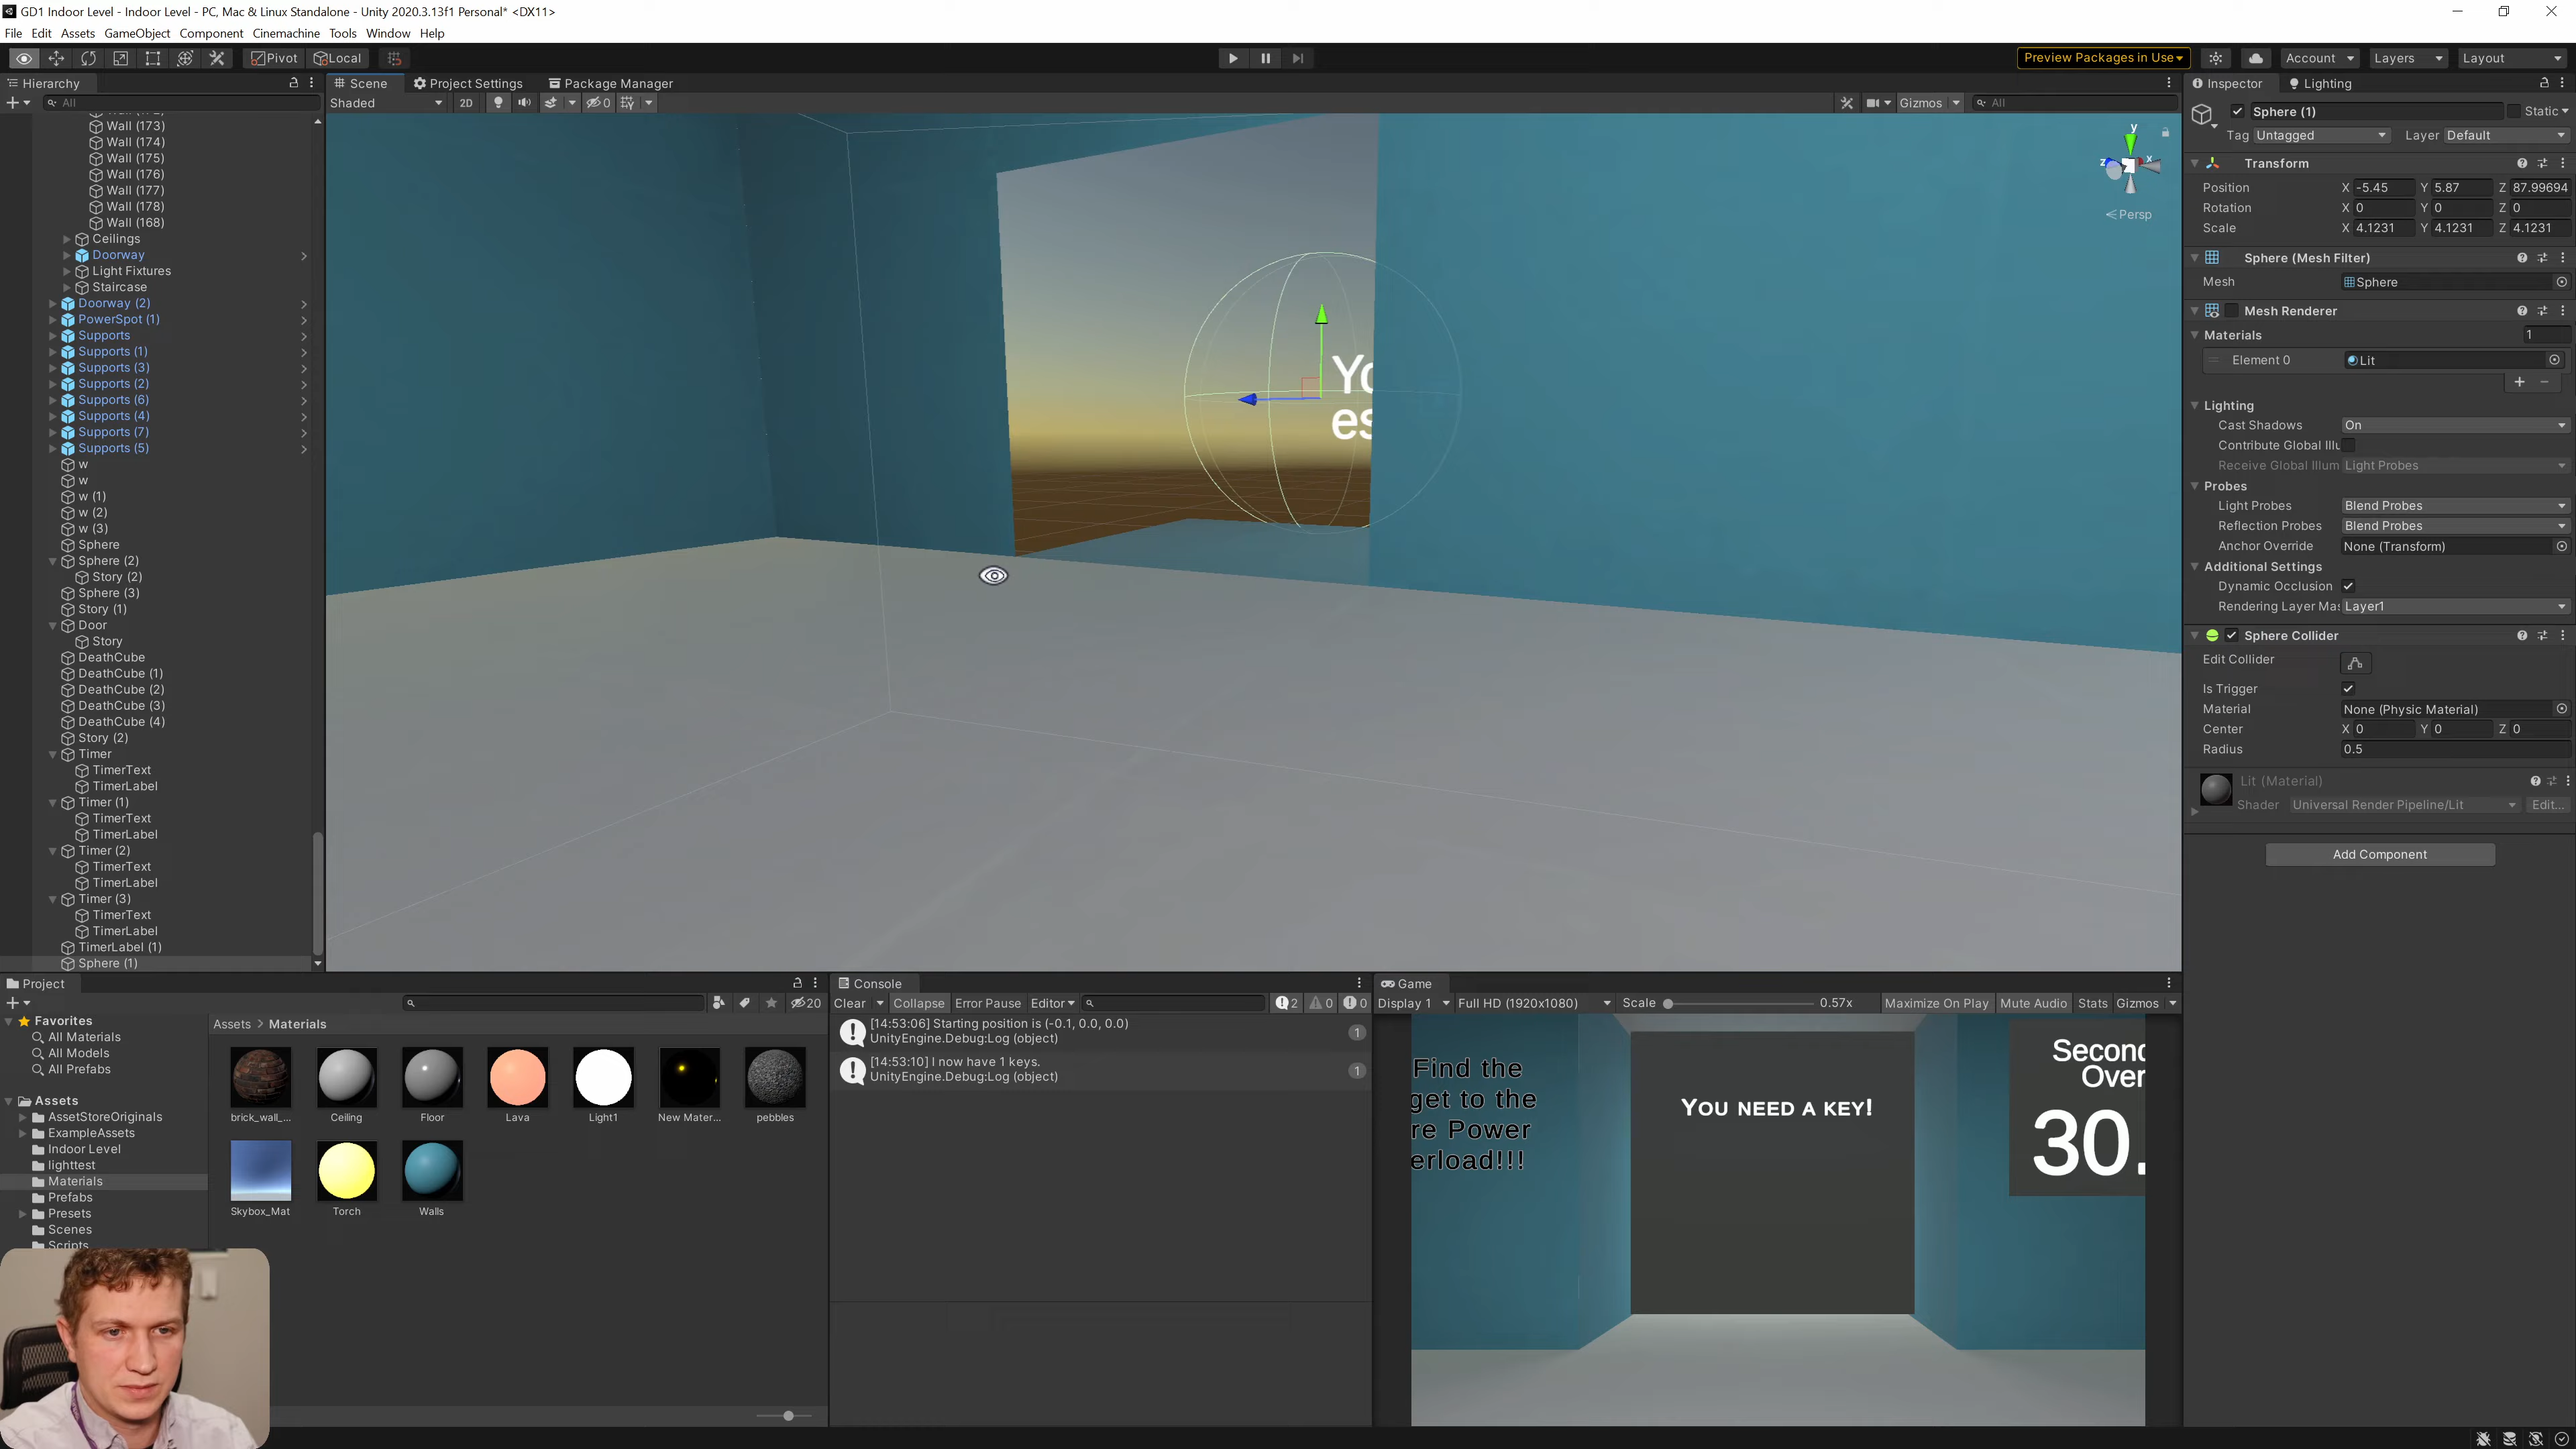 GD1 Indoor Level - Indoor Level - PC, Mac & Linux Standalone - Unity 2020.3.13f1 Personal* <DX11>
File Edit Assets GameObject Component Cinemachine Tools Window Help
Pivot Local Preview Packages in Use Account Layers Layout
Hierarchy
All
Wall (173)
Wall (174)
Wall (175)
Wall (176)
Wall (177)
Wall (178)
Wall (168)
Ceilings
Doorway
Light Fixtures
Staircase
Doorway (2)
PowerSpot (1)
Supports
Supports (1)
Supports (3)
Supports (2)
Supports (6)
Supports (4)
Supports (7)
Supports (5)
w
w
w (1)
w (2)
w (3)
Sphere
Sphere (2)
Story (2)
Sphere (3)
Story (1)
Door
Story
DeathCube
DeathCube (1)
DeathCube (2)
DeathCube (3)
DeathCube (4)
Story (2)
Timer
TimerText
TimerLabel
Timer (1)
TimerText
TimerLabel
Timer (2)
TimerText
TimerLabel
Timer (3)
TimerText
TimerLabel
TimerLabel (1)
Sphere (1)
Scene Project Settings Package Manager
Shaded 2D 0 Gizmos All
y
z x
Persp
Yo
es
Inspector Lighting
Sphere (1) Static
Tag Untagged Layer Default
Transform
Position X -5.45 Y 5.87 Z 87.99694
Rotation X 0 Y 0 Z 0
Scale X 4.1231 Y 4.1231 Z 4.1231
Sphere (Mesh Filter)
Mesh Sphere
Mesh Renderer
Materials 1
Element 0 Lit
Lighting
Cast Shadows On
Contribute Global Illu
Receive Global Illum Light Probes
Probes
Light Probes Blend Probes
Reflection Probes Blend Probes
Anchor Override None (Transform)
Additional Settings
Dynamic Occlusion
Rendering Layer Mas Layer1
Sphere Collider
Edit Collider
Is Trigger
Material None (Physic Material)
Center X 0 Y 0 Z 0
Radius 0.5
Lit (Material)
Shader Universal Render Pipeline/Lit Edit...
Add Component
Project
20
Favorites
All Materials
All Models
All Prefabs
Assets
AssetStoreOriginals
ExampleAssets
Indoor Level
lighttest
Materials
Prefabs
Presets
Scenes
Scripts
Assets > Materials
brick_wall_... Ceiling Floor Lava Light1 New Mater... pebbles
Skybox_Mat Torch Walls
Console
Clear Collapse Error Pause Editor 2 0 0
[14:53:06] Starting position is (-0.1, 0.0, 0.0)
UnityEngine.Debug:Log (object)
1
[14:53:10] I now have 1 keys.
UnityEngine.Debug:Log (object)
1
Game
Display 1 Full HD (1920x1080) Scale 0.57x Maximize On Play Mute Audio Stats Gizmos
Find the
get to the
re Power
erload!!!
You need a key!
Second
Over
30.